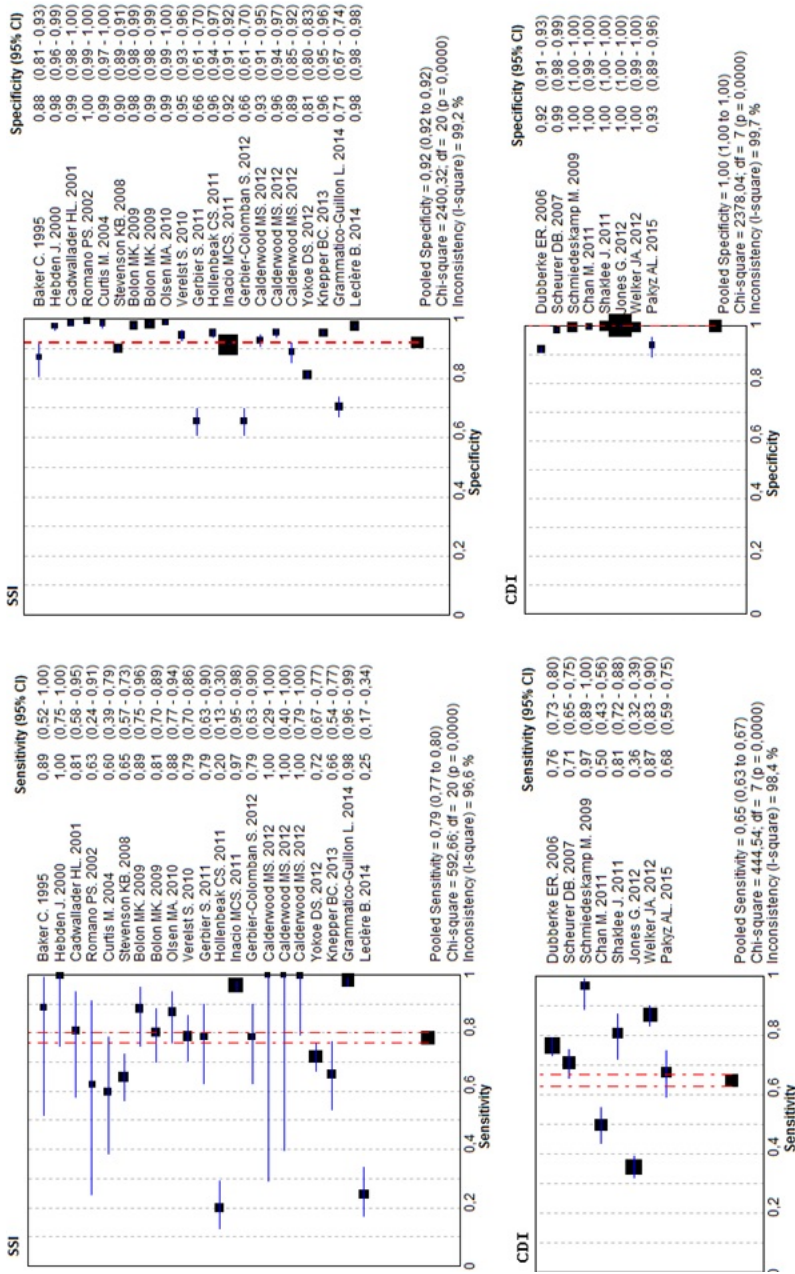 SSI
Sensitivity (95% CI)
Baker C. 1995 0,89 (0,52 - 1,00)
Hebden J. 2000 1,00 (0,75 - 1,00)
Cadwallader HL. 2001 0,81 (0,58 - 0,95)
Romano PS. 2002 0,63 (0,24 - 0,91)
Curtis M. 2004 0,60 (0,39 - 0,79)
Stevenson KB. 2008 0,65 (0,57 - 0,73)
Bolon MK. 2009 0,89 (0,75 - 0,96)
Bolon MK. 2009 0,81 (0,70 - 0,89)
Olsen MA. 2010 0,88 (0,77 - 0,94)
Verelst S. 2010 0,79 (0,70 - 0,86)
Gerbier S. 2011 0,79 (0,63 - 0,90)
Hollenbeak CS. 2011 0,20 (0,13 - 0,30)
Inacio MCS. 2011 0,97 (0,95 - 0,98)
Gerbier-Colomban S. 2012 0,79 (0,63 - 0,90)
Calderwood MS. 2012 1,00 (0,29 - 1,00)
Calderwood MS. 2012 1,00 (0,40 - 1,00)
Calderwood MS. 2012 1,00 (0,79 - 1,00)
Yokoe DS. 2012 0,72 (0,67 - 0,77)
Knepper BC. 2013 0,66 (0,54 - 0,77)
Grammatico-Guillon L. 2014 0,98 (0,96 - 0,99)
Leclère B. 2014 0,25 (0,17 - 0,34)
Pooled Sensitivity = 0,79 (0,77 to 0,80)
Chi-square = 592,66; df = 20 (p = 0,0000)
Inconsistency (I-square) = 96,6 %
0 0,2 0,4 0,6 0,8 1
Sensitivity
SSI
Specificity (95% CI)
Baker C. 1995 0,88 (0,81 - 0,93)
Hebden J. 2000 0,98 (0,96 - 0,99)
Cadwallader HL. 2001 0,99 (0,98 - 1,00)
Romano PS. 2002 1,00 (0,99 - 1,00)
Curtis M. 2004 0,99 (0,97 - 1,00)
Stevenson KB. 2008 0,90 (0,89 - 0,91)
Bolon MK. 2009 0,98 (0,98 - 0,99)
Bolon MK. 2009 0,99 (0,98 - 0,99)
Olsen MA. 2010 0,99 (0,99 - 1,00)
Verelst S. 2010 0,95 (0,93 - 0,96)
Gerbier S. 2011 0,66 (0,61 - 0,70)
Hollenbeak CS. 2011 0,96 (0,94 - 0,97)
Inacio MCS. 2011 0,92 (0,91 - 0,92)
Gerbier-Colomban S. 2012 0,66 (0,61 - 0,70)
Calderwood MS. 2012 0,93 (0,91 - 0,95)
Calderwood MS. 2012 0,96 (0,94 - 0,97)
Calderwood MS. 2012 0,89 (0,85 - 0,92)
Yokoe DS. 2012 0,81 (0,80 - 0,83)
Knepper BC. 2013 0,96 (0,95 - 0,96)
Grammatico-Guillon L. 2014 0,71 (0,67 - 0,74)
Leclère B. 2014 0,98 (0,98 - 0,98)
Pooled Specificity = 0,92 (0,92 to 0,92)
Chi-square = 2400,32; df = 20 (p = 0,0000)
Inconsistency (I-square) = 99,2 %
0 0,2 0,4 0,6 0,8 1
Specificity
CDI
Sensitivity (95% CI)
Dubberke ER. 2006 0,76 (0,73 - 0,80)
Scheurer DB. 2007 0,71 (0,65 - 0,75)
Schmiedeskamp M. 2009 0,97 (0,89 - 1,00)
Chan M. 2011 0,50 (0,43 - 0,56)
Shaklee J. 2011 0,81 (0,72 - 0,88)
Jones G. 2012 0,36 (0,32 - 0,39)
Welker JA. 2012 0,87 (0,83 - 0,90)
Pakyz AL. 2015 0,68 (0,59 - 0,75)
Pooled Sensitivity = 0,65 (0,63 to 0,67)
Chi-square = 444,54; df = 7 (p = 0,0000)
Inconsistency (I-square) = 98,4 %
0 0,2 0,4 0,6 0,8 1
Sensitivity
CDI
Specificity (95% CI)
Dubberke ER. 2006 0,92 (0,91 - 0,93)
Scheurer DB. 2007 0,99 (0,98 - 0,99)
Schmiedeskamp M. 2009 1,00 (1,00 - 1,00)
Chan M. 2011 1,00 (0,99 - 1,00)
Shaklee J. 2011 1,00 (1,00 - 1,00)
Jones G. 2012 1,00 (1,00 - 1,00)
Welker JA. 2012 1,00 (0,99 - 1,00)
Pakyz AL. 2015 0,93 (0,89 - 0,96)
Pooled Specificity = 1,00 (1,00 to 1,00)
Chi-square = 2378,04; df = 7 (p = 0,0000)
Inconsistency (I-square) = 99,7 %
0 0,2 0,4 0,6 0,8 1
Specificity